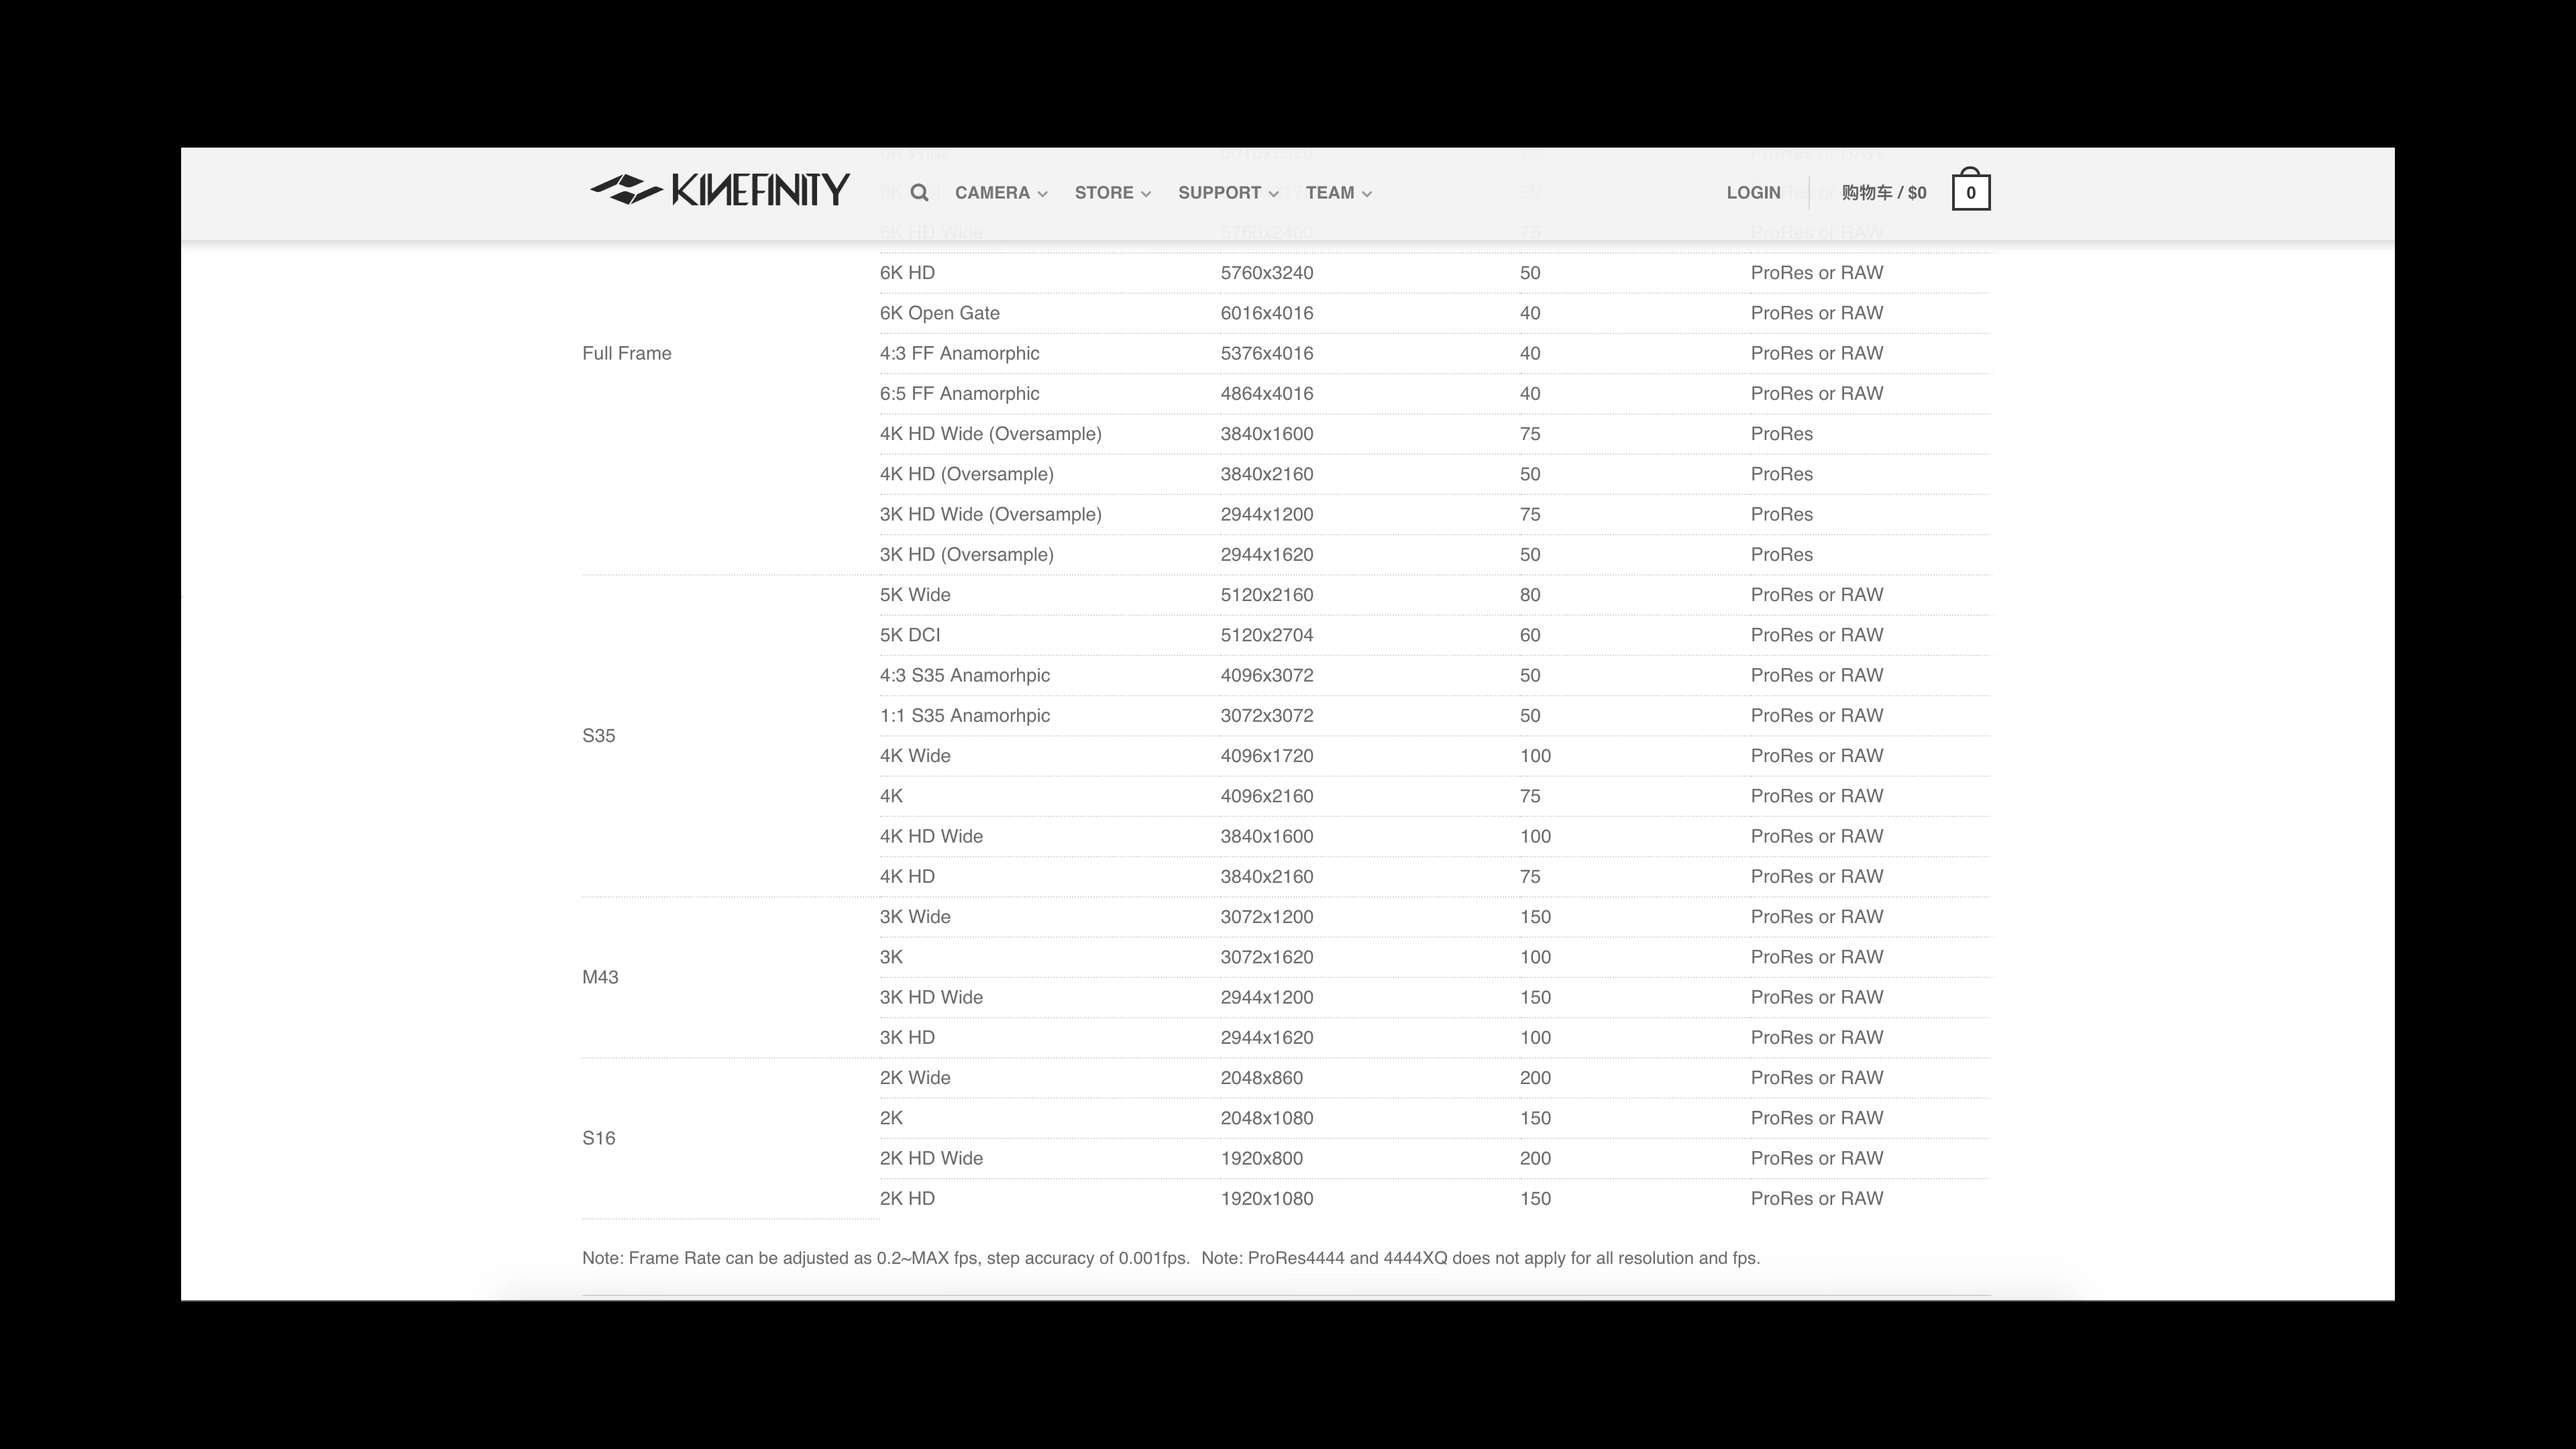 KINEFINITY CAMERA STORE SUPPORT TEAM LOGIN 购物车 / $0 0
6K HD Wide 5760x2400 75 ProRes or RAW
6K HD 5760x3240 50 ProRes or RAW
6K Open Gate 6016x4016 40 ProRes or RAW
Full Frame 4:3 FF Anamorphic 5376x4016 40 ProRes or RAW
6:5 FF Anamorphic 4864x4016 40 ProRes or RAW
4K HD Wide (Oversample) 3840x1600 75 ProRes
4K HD (Oversample) 3840x2160 50 ProRes
3K HD Wide (Oversample) 2944x1200 75 ProRes
3K HD (Oversample) 2944x1620 50 ProRes
5K Wide 5120x2160 80 ProRes or RAW
5K DCI 5120x2704 60 ProRes or RAW
4:3 S35 Anamorhpic 4096x3072 50 ProRes or RAW
1:1 S35 Anamorhpic 3072x3072 50 ProRes or RAW
S35
4K Wide 4096x1720 100 ProRes or RAW
4K 4096x2160 75 ProRes or RAW
4K HD Wide 3840x1600 100 ProRes or RAW
4K HD 3840x2160 75 ProRes or RAW
3K Wide 3072x1200 150 ProRes or RAW
3K 3072x1620 100 ProRes or RAW
M43
3K HD Wide 2944x1200 150 ProRes or RAW
3K HD 2944x1620 100 ProRes or RAW
2K Wide 2048x860 200 ProRes or RAW
2K 2048x1080 150 ProRes or RAW
S16
2K HD Wide 1920x800 200 ProRes or RAW
2K HD 1920x1080 150 ProRes or RAW
Note: Frame Rate can be adjusted as 0.2~MAX fps, step accuracy of 0.001fps. Note: ProRes4444 and 4444XQ does not apply for all resolution and fps.